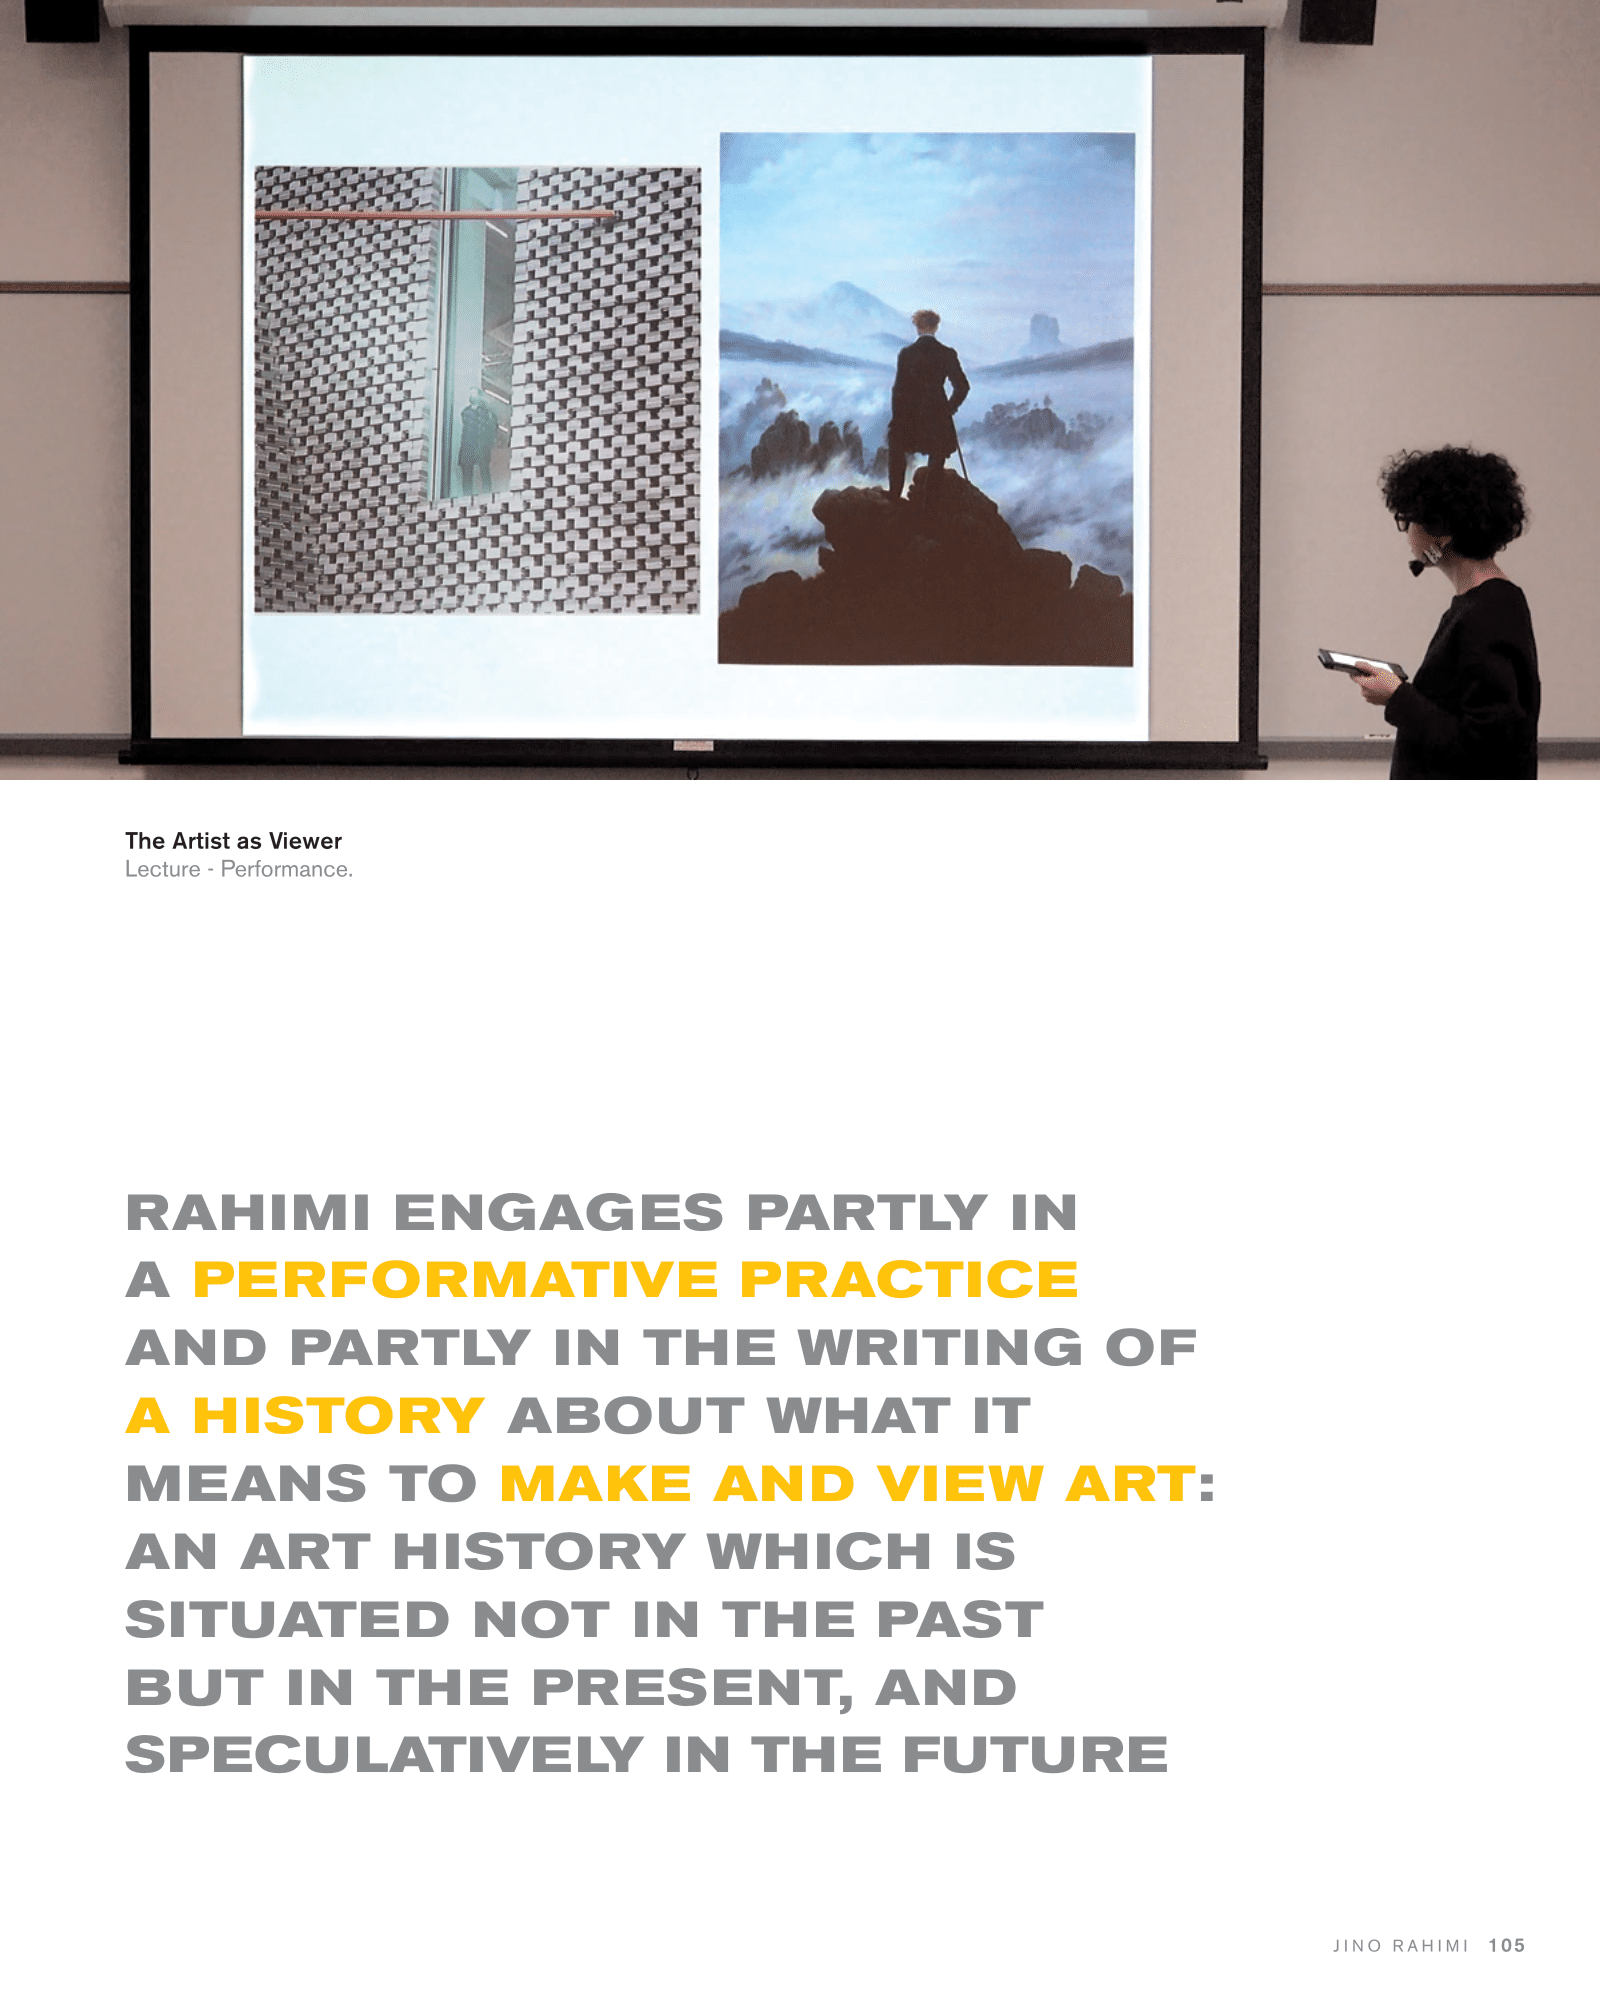 The Artist as Viewer
Lecture - Performance.
RAHIMI ENGAGES PARTLY IN
A PERFORMATIVE PRACTICE
AND PARTLY IN THE WRITING OF
A HISTORY ABOUT WHAT IT
MEANS TO MAKE AND VIEW ART:
AN ART HISTORY WHICH IS
SITUATED NOT IN THE PAST
BUT IN THE PRESENT, AND
SPECULATIVELY IN THE FUTURE
JINO RAHIMI 105